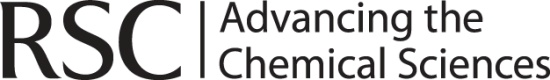 RSC
Advancing the
Chemical Sciences